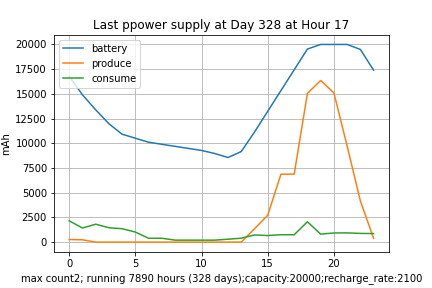 Last ppower supply at Day 328 at Hour 17
battery
produce
consume
mAh
20000
17500
15000
12500
10000
7500
5000
2500
0
0 5 10 15 20
max count2; running 7890 hours (328 days);capacity:20000;recharge_rate:2100